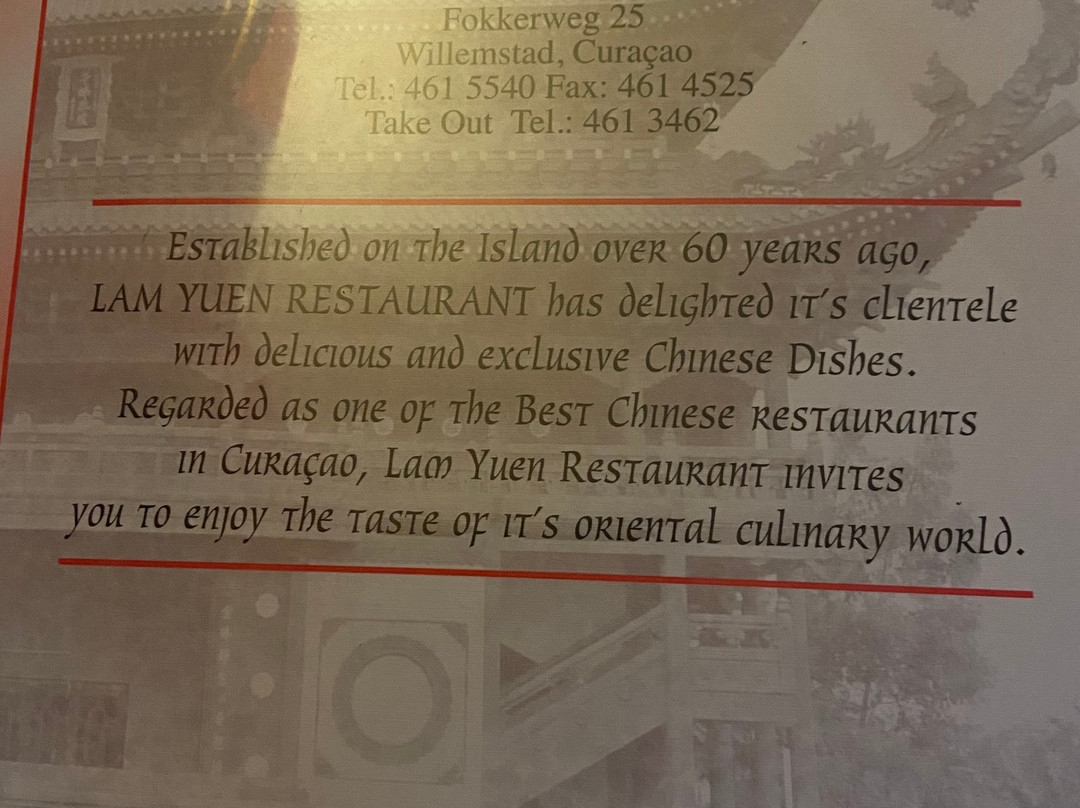 Fokkerweg 25
Willemstad, Curaçao
Tel.: 461 5540 Fax: 461 4525
Take Out Tel.: 461 3462
Established on the Island over 60 years ago,
LAM YUEN RESTAURANT has delighted it's clientele
with delicious and exclusive Chinese Dishes.
Regarded as one of the Best Chinese restaurants
in Curaçao, Lam Yuen Restaurant invites
you to enjoy the taste of it's oriental culinary world.